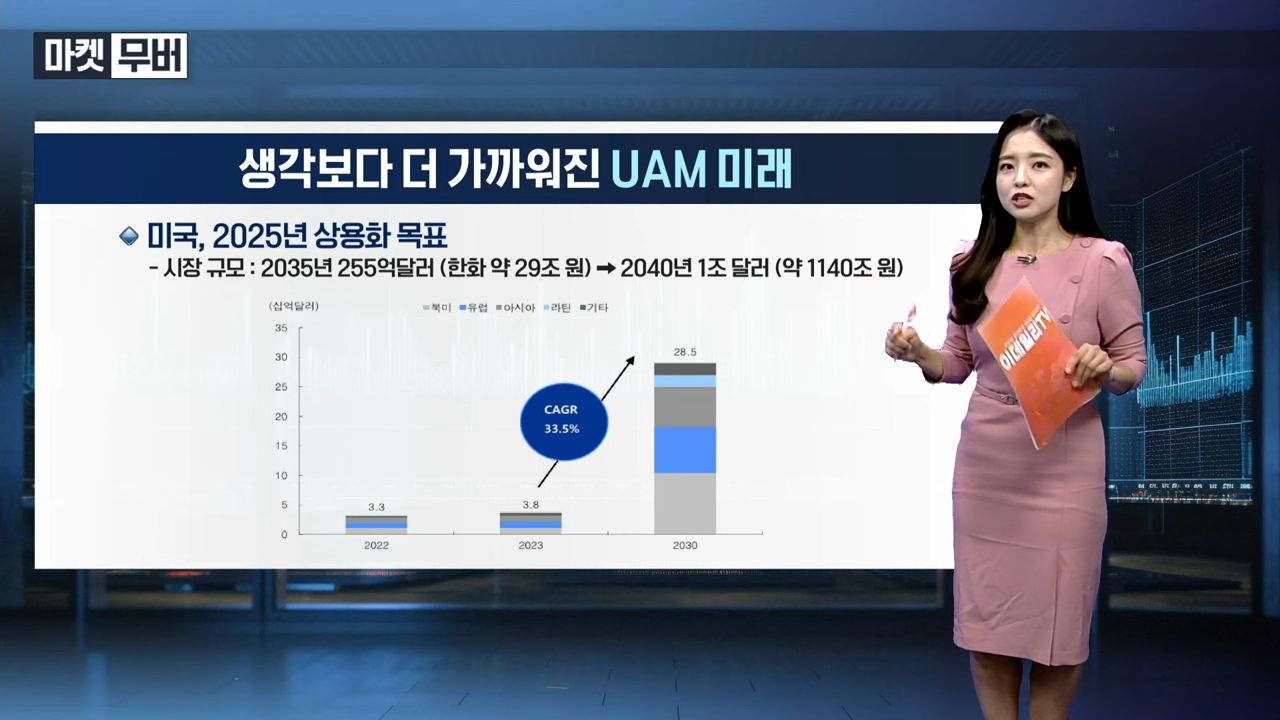 마켓무버
생각보다 더 가까워진 UAM 미래
미국, 2025년 상용화 목표
- 시장 규모 : 2035년 255억달러 (한화 약 29조 원) ➡ 2040년 1조 달러 (약 1140조 원)
(십억달러)
북미 유럽 아시아 라틴 기타
35
30
25
20
15
10
5
0
28.5
CAGR
33.5%
3.3
3.8
2022
2023
2030
이데일리TV